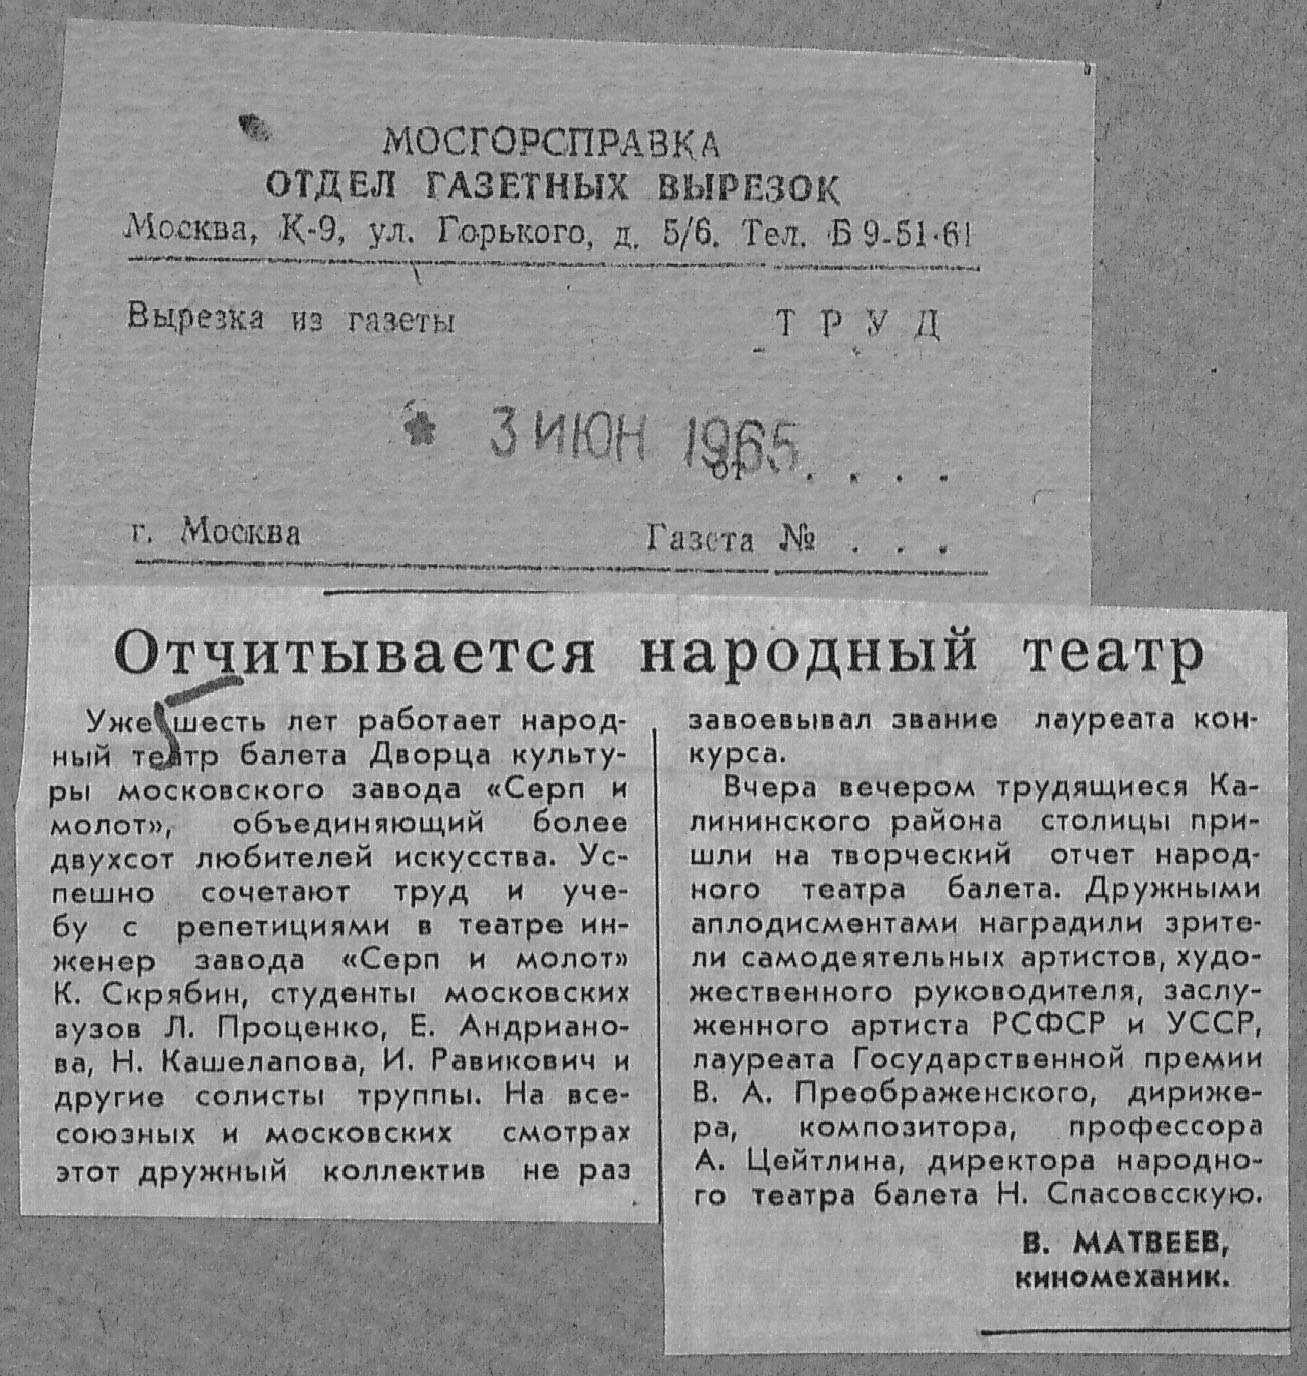 МОСГОРСПРАВКА
ОТДЕЛ ГАЗЕТНЫХ ВЫРЕЗОК
Москва, К-9, ул. Горького, д. 5/6. Тел. Б 9-51-61
Вырезка из газеты ТРУД
* 3 ИЮН 1965
от . . . .
г. Москва Газета № . . .
Отчитывается народный театр
Уже шесть лет работает народ-
ный театр балета Дворца культу-
ры московского завода «Серп и
молот», объединяющий более
двухсот любителей искусства. Ус-
пешно сочетают труд и уче-
бу с репетициями в театре ин-
женер завода «Серп и молот»
К. Скрябин, студенты московских
вузов Л. Проценко, Е. Андриано-
ва, Н. Кашелапова, И. Равикович и
другие солисты труппы. На все-
союзных и московских смотрах
этот дружный коллектив не раз
завоевывал звание лауреата кон-
курса.
Вчера вечером трудящиеся Ка-
лининского района столицы при-
шли на творческий отчет народ-
ного театра балета. Дружными
аплодисментами наградили зрите-
ли самодеятельных артистов, худо-
жественного руководителя, заслу-
женного артиста РСФСР и УССР,
лауреата Государственной премии
В. А. Преображенского, дириже-
ра, композитора, профессора
А. Цейтлина, директора народно-
го театра балета Н. Спасовсскую.
В. МАТВЕЕВ,
киномеханик.